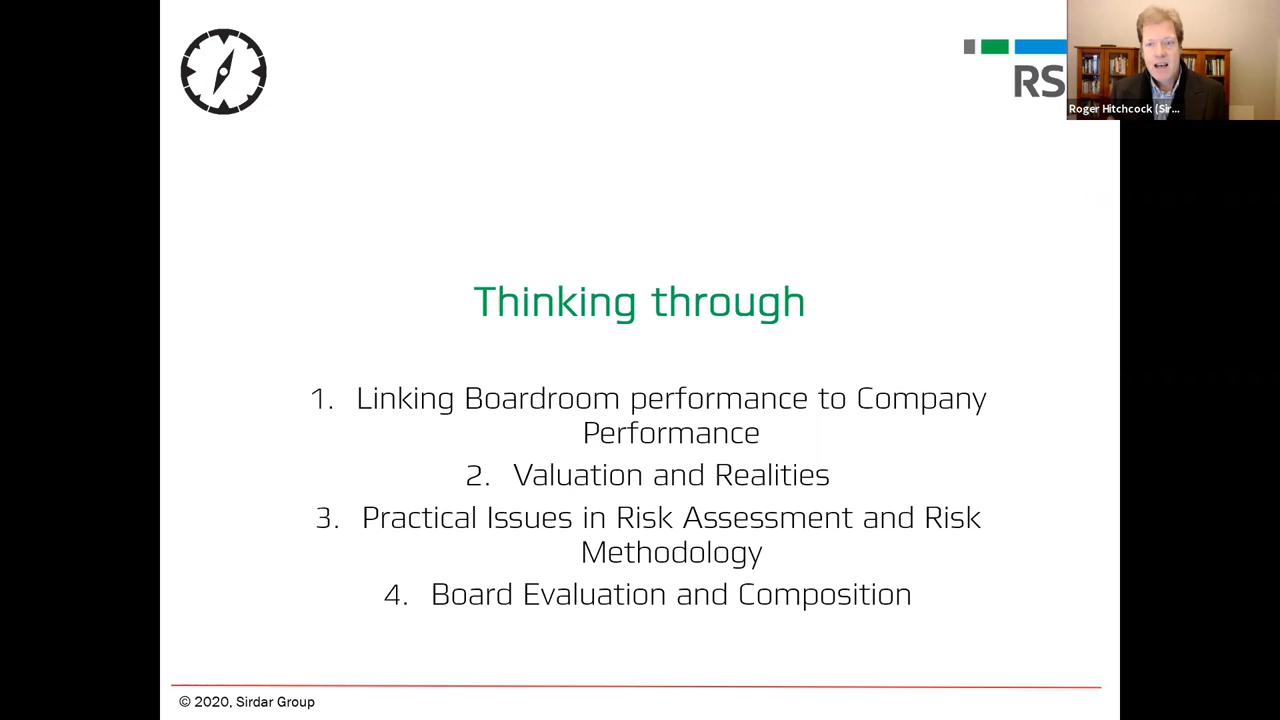 RS
Roger Hitchcock (Sir...
Thinking through
1. Linking Boardroom performance to Company
Performance
2. Valuation and Realities
3. Practical Issues in Risk Assessment and Risk
Methodology
4. Board Evaluation and Composition
© 2020, Sirdar Group